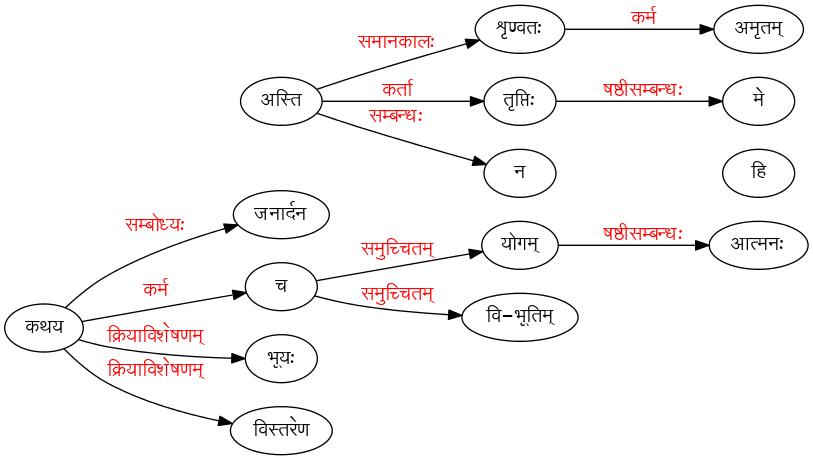 शृण्वतः
कर्म
अमृतम्
समानकालः
अस्ति
कर्ता
तृप्तिः
षष्ठीसम्बन्धः
मे
सम्बन्धः
न
हि
जनार्दन
सम्बोध्यः
योगम्
षष्ठीसम्बन्धः
आत्मनः
समुच्चितम्
कर्म
च
समुच्चितम्
वि-भूतिम्
कथय
क्रियाविशेषणम्
भूयः
क्रियाविशेषणम्
विस्तरेण